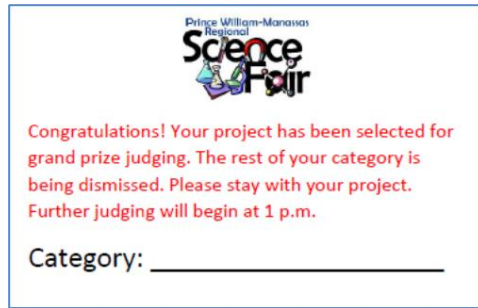 Prince William-Manassas
Regional
Science
Fair
Congratulations! Your project has been selected for
grand prize judging. The rest of your category is
being dismissed. Please stay with your project.
Further judging will begin at 1 p.m.
Category: ____________________